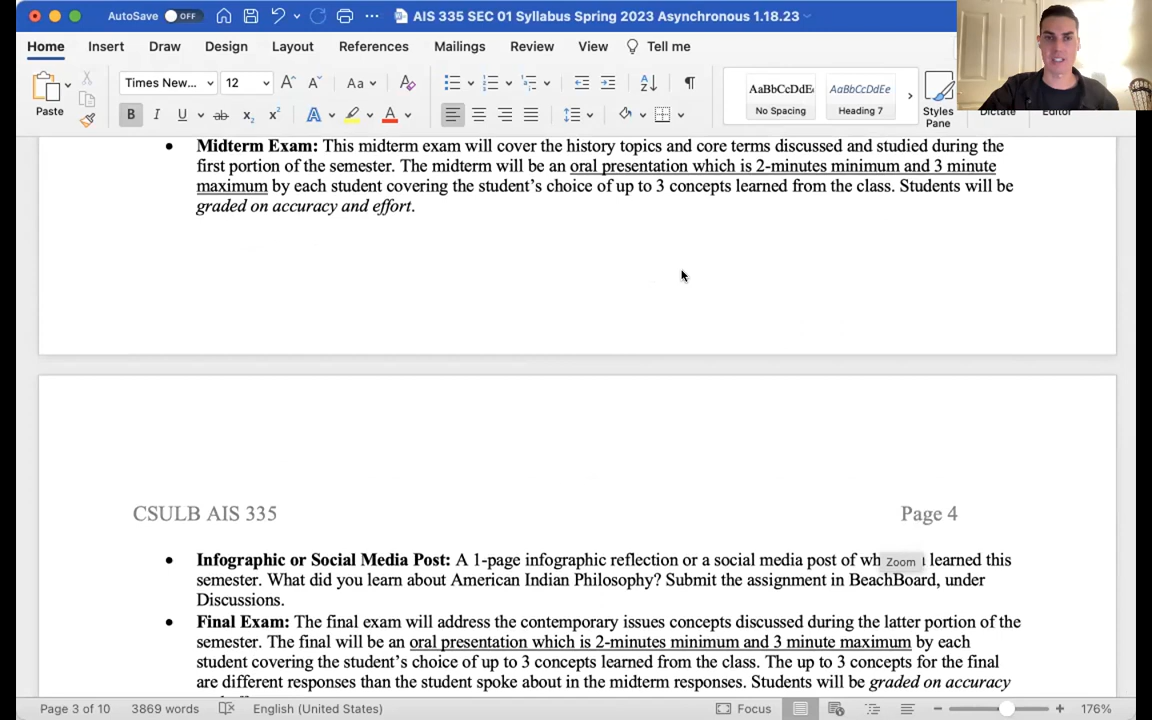 AutoSave OFF AIS 335 SEC 01 Syllabus Spring 2023 Asynchronous 1.18.23
Home Insert Draw Design Layout References Mailings Review View Tell me
Times New... 12 Aa AaBbCcDdE AaBbCcDdEe
Paste B I U ab x2 x2 A A No Spacing Heading 7 Styles Pane Dictate Editor
• Midterm Exam: This midterm exam will cover the history topics and core terms discussed and studied during the
first portion of the semester. The midterm will be an oral presentation which is 2-minutes minimum and 3 minute
maximum by each student covering the student’s choice of up to 3 concepts learned from the class. Students will be
graded on accuracy and effort.
CSULB AIS 335 Page 4
• Infographic or Social Media Post: A 1-page infographic reflection or a social media post of Zoom learned this
semester. What did you learn about American Indian Philosophy? Submit the assignment in BeachBoard, under
Discussions.
• Final Exam: The final exam will address the contemporary issues concepts discussed during the latter portion of the
semester. The final will be an oral presentation which is 2-minutes minimum and 3 minute maximum by each
student covering the student’s choice of up to 3 concepts learned from the class. The up to 3 concepts for the final
are different responses than the student spoke about in the midterm responses. Students will be graded on accuracy
Page 3 of 10 3869 words English (United States) Focus 176%